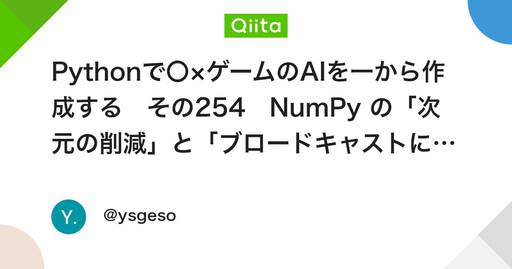 Qiita
Pythonで〇×ゲームのAIを一から作
成する　その254　NumPy の「次
元の削減」と「ブロードキャストに…
Y.
@ysgeso